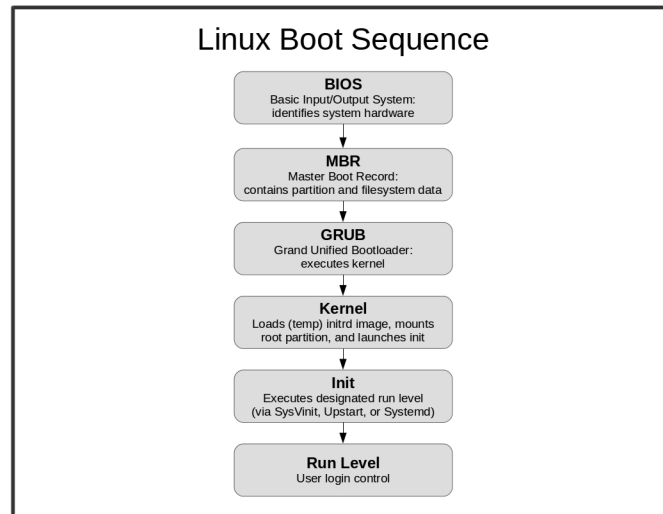 Linux Boot Sequence
BIOS
Basic Input/Output System:
identifies system hardware
MBR
Master Boot Record:
contains partition and filesystem data
GRUB
Grand Unified Bootloader:
executes kernel
Kernel
Loads (temp) initrd image, mounts
root partition, and launches init
Init
Executes designated run level
(via SysVinit, Upstart, or Systemd)
Run Level
User login control